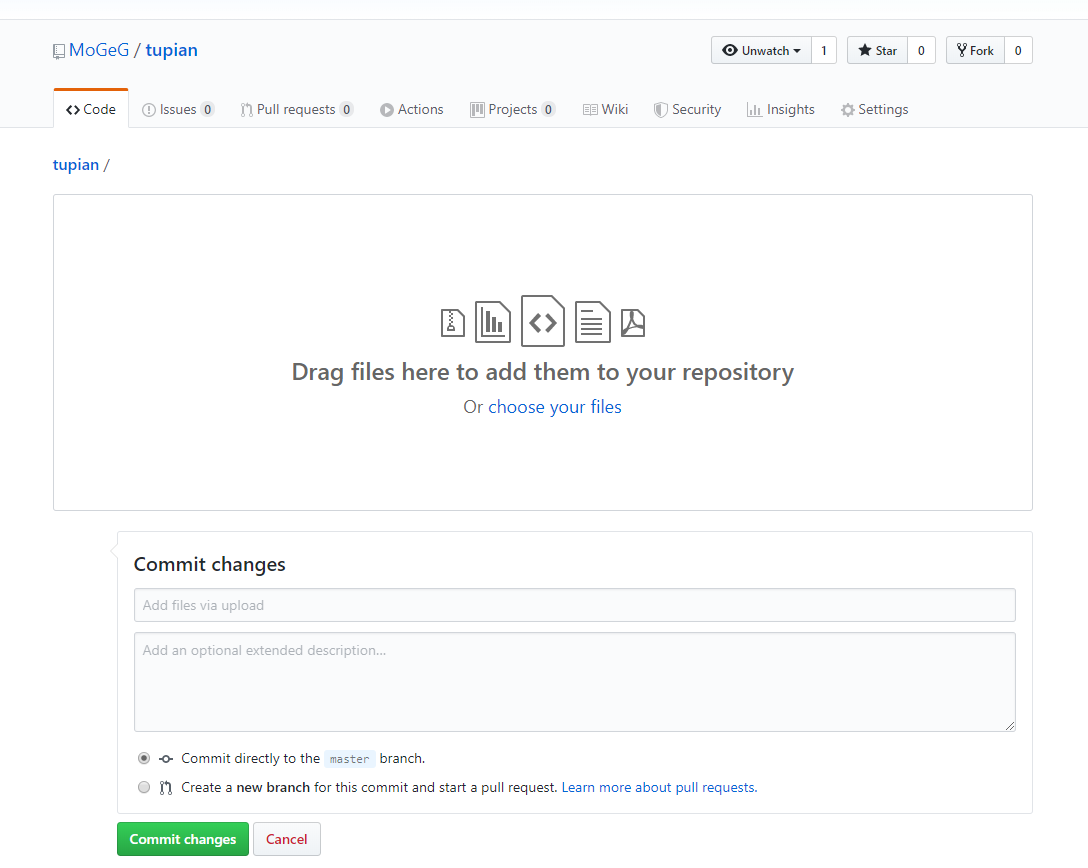 MoGeG / tupian
Unwatch 1 Star 0 Fork 0
Code Issues 0 Pull requests 0 Actions Projects 0 Wiki Security Insights Settings
tupian /
Drag files here to add them to your repository
Or choose your files
Commit changes
Add files via upload
Add an optional extended description...
Commit directly to the master branch.
Create a new branch for this commit and start a pull request. Learn more about pull requests.
Commit changes Cancel